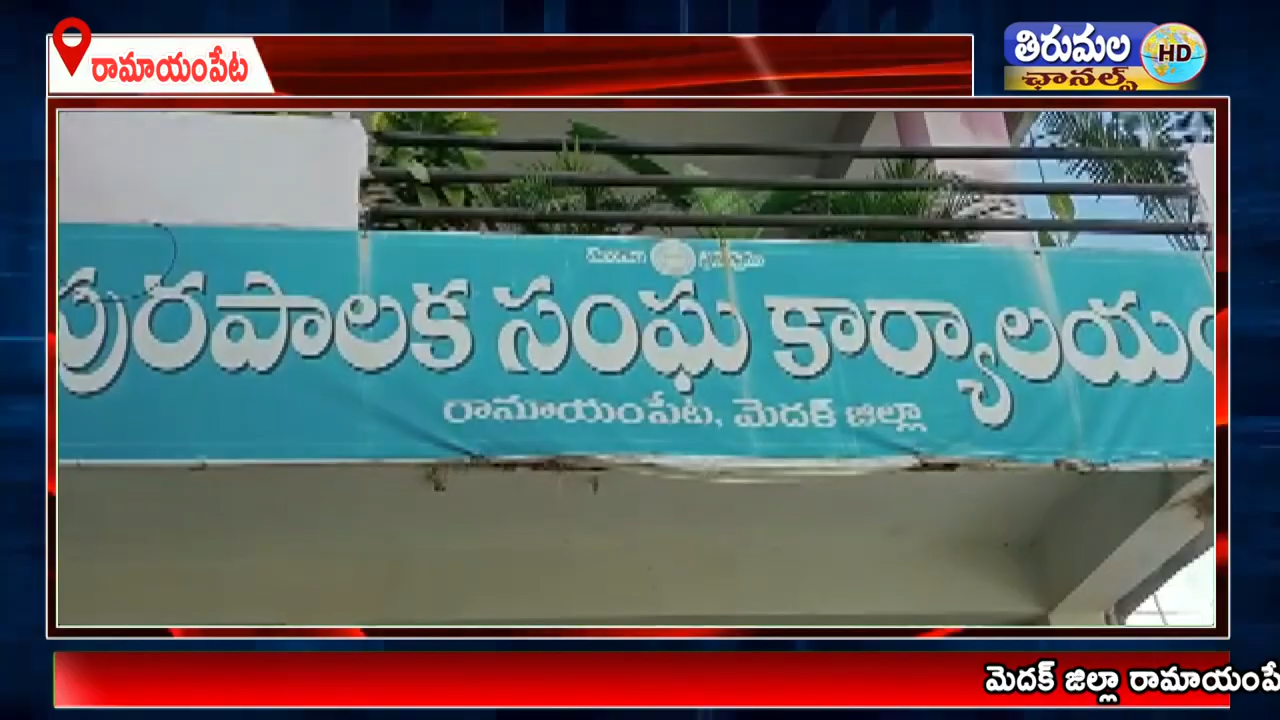 రామాయంపేట
తిరుమల
HD
ఛానల్స్
పురపాలక సంఘ కార్యాలయం
రామాయంపేట, మెదక్ జిల్లా
మెదక్ జిల్లా రామాయంపే